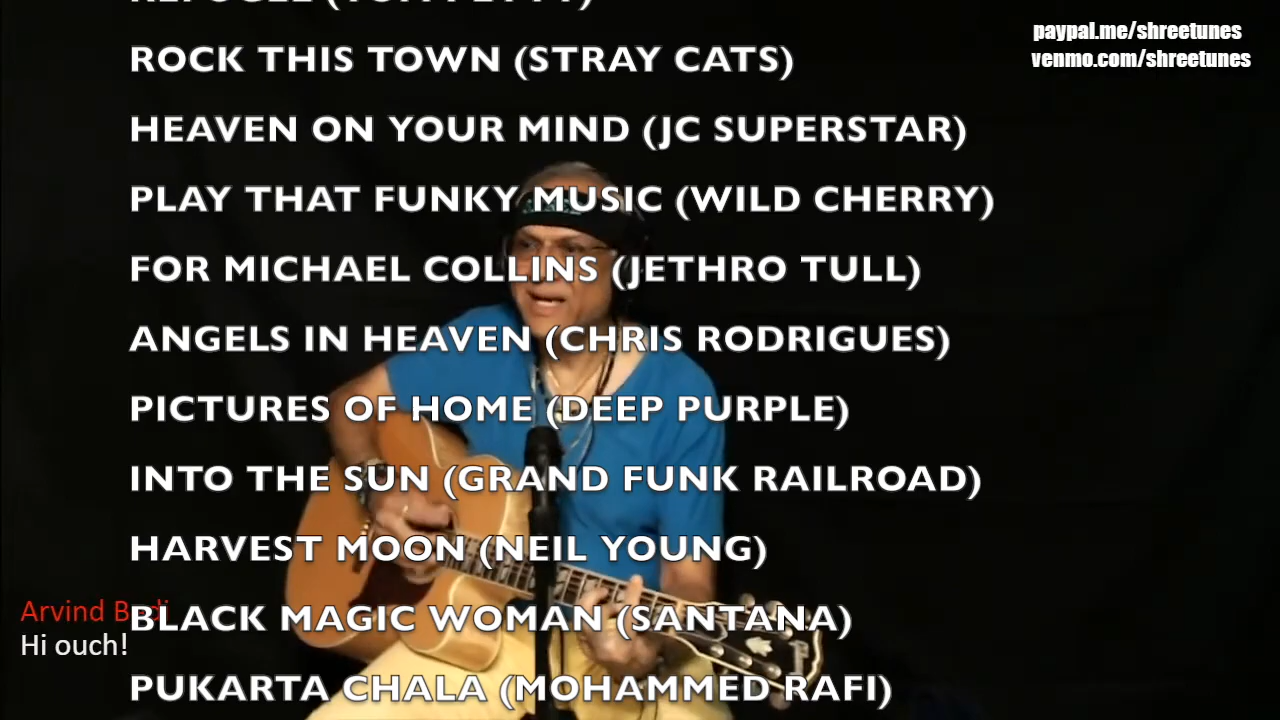 paypal.me/shreetunes
venmo.com/shreetunes
ROCK THIS TOWN (STRAY CATS)
HEAVEN ON YOUR MIND (JC SUPERSTAR)
PLAY THAT FUNKY MUSIC (WILD CHERRY)
FOR MICHAEL COLLINS (JETHRO TULL)
ANGELS IN HEAVEN (CHRIS RODRIGUES)
PICTURES OF HOME (DEEP PURPLE)
INTO THE SUN (GRAND FUNK RAILROAD)
HARVEST MOON (NEIL YOUNG)
Arvind
BLACK MAGIC WOMAN (SANTANA)
Hi ouch!
PUKARTA CHALA (MOHAMMED RAFI)